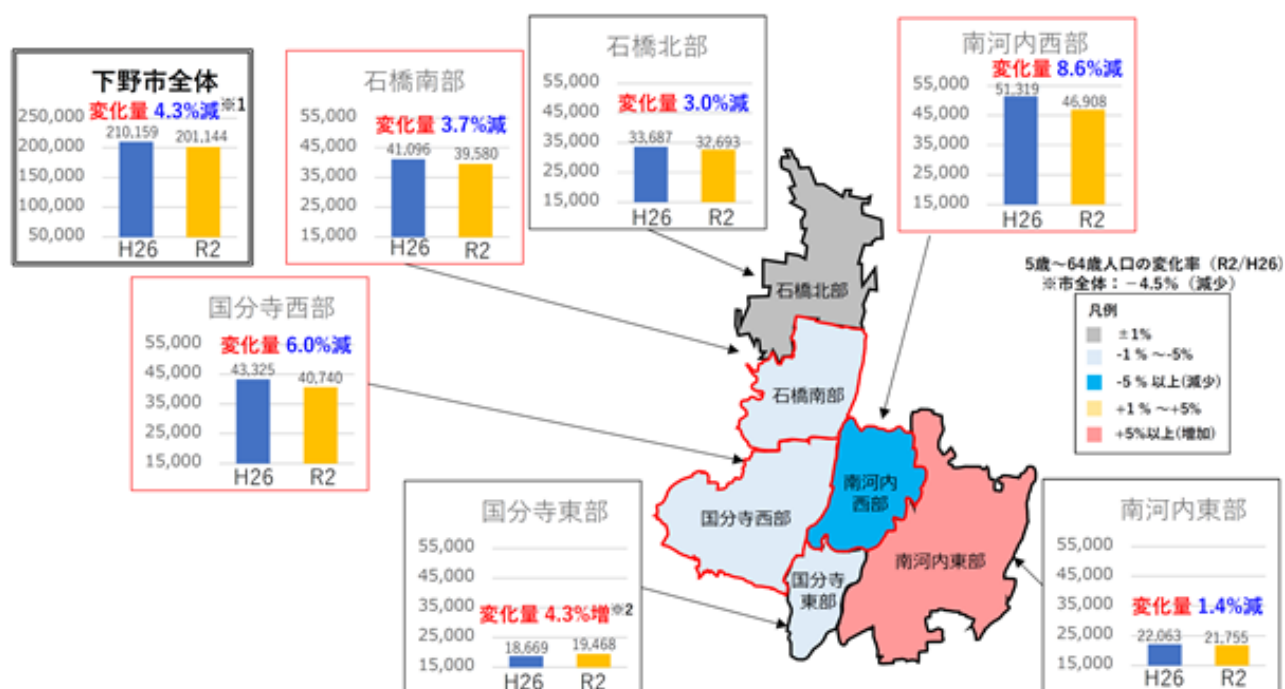 下野市全体
変化量 4.3%減※1
250,000
200,000
150,000
100,000
50,000
210,159
201,144
H26
R2
石橋南部
変化量 3.7%減
55,000
45,000
35,000
25,000
15,000
41,096
39,580
H26
R2
石橋北部
変化量 3.0%減
55,000
45,000
35,000
25,000
15,000
33,687
32,693
H26
R2
南河内西部
変化量 8.6%減
55,000
45,000
35,000
25,000
15,000
51,319
46,908
H26
R2
5歳～64歳人口の変化率（R2/H26）
※市全体：－4.5%（減少）
凡例
±1%
-1 % ～-5%
-5 % 以上(減少)
+1 % ～+5%
+5%以上(増加)
国分寺西部
変化量 6.0%減
55,000
45,000
35,000
25,000
15,000
43,325
40,740
H26
R2
石橋北部
石橋南部
南河内
西部
国分寺西部
南河内東部
国分寺
東部
国分寺東部
変化量 4.3%増※2
55,000
45,000
35,000
25,000
15,000
18,669
19,468
H26
R2
南河内東部
変化量 1.4%減
55,000
45,000
35,000
25,000
15,000
22,063
21,755
H26
R2